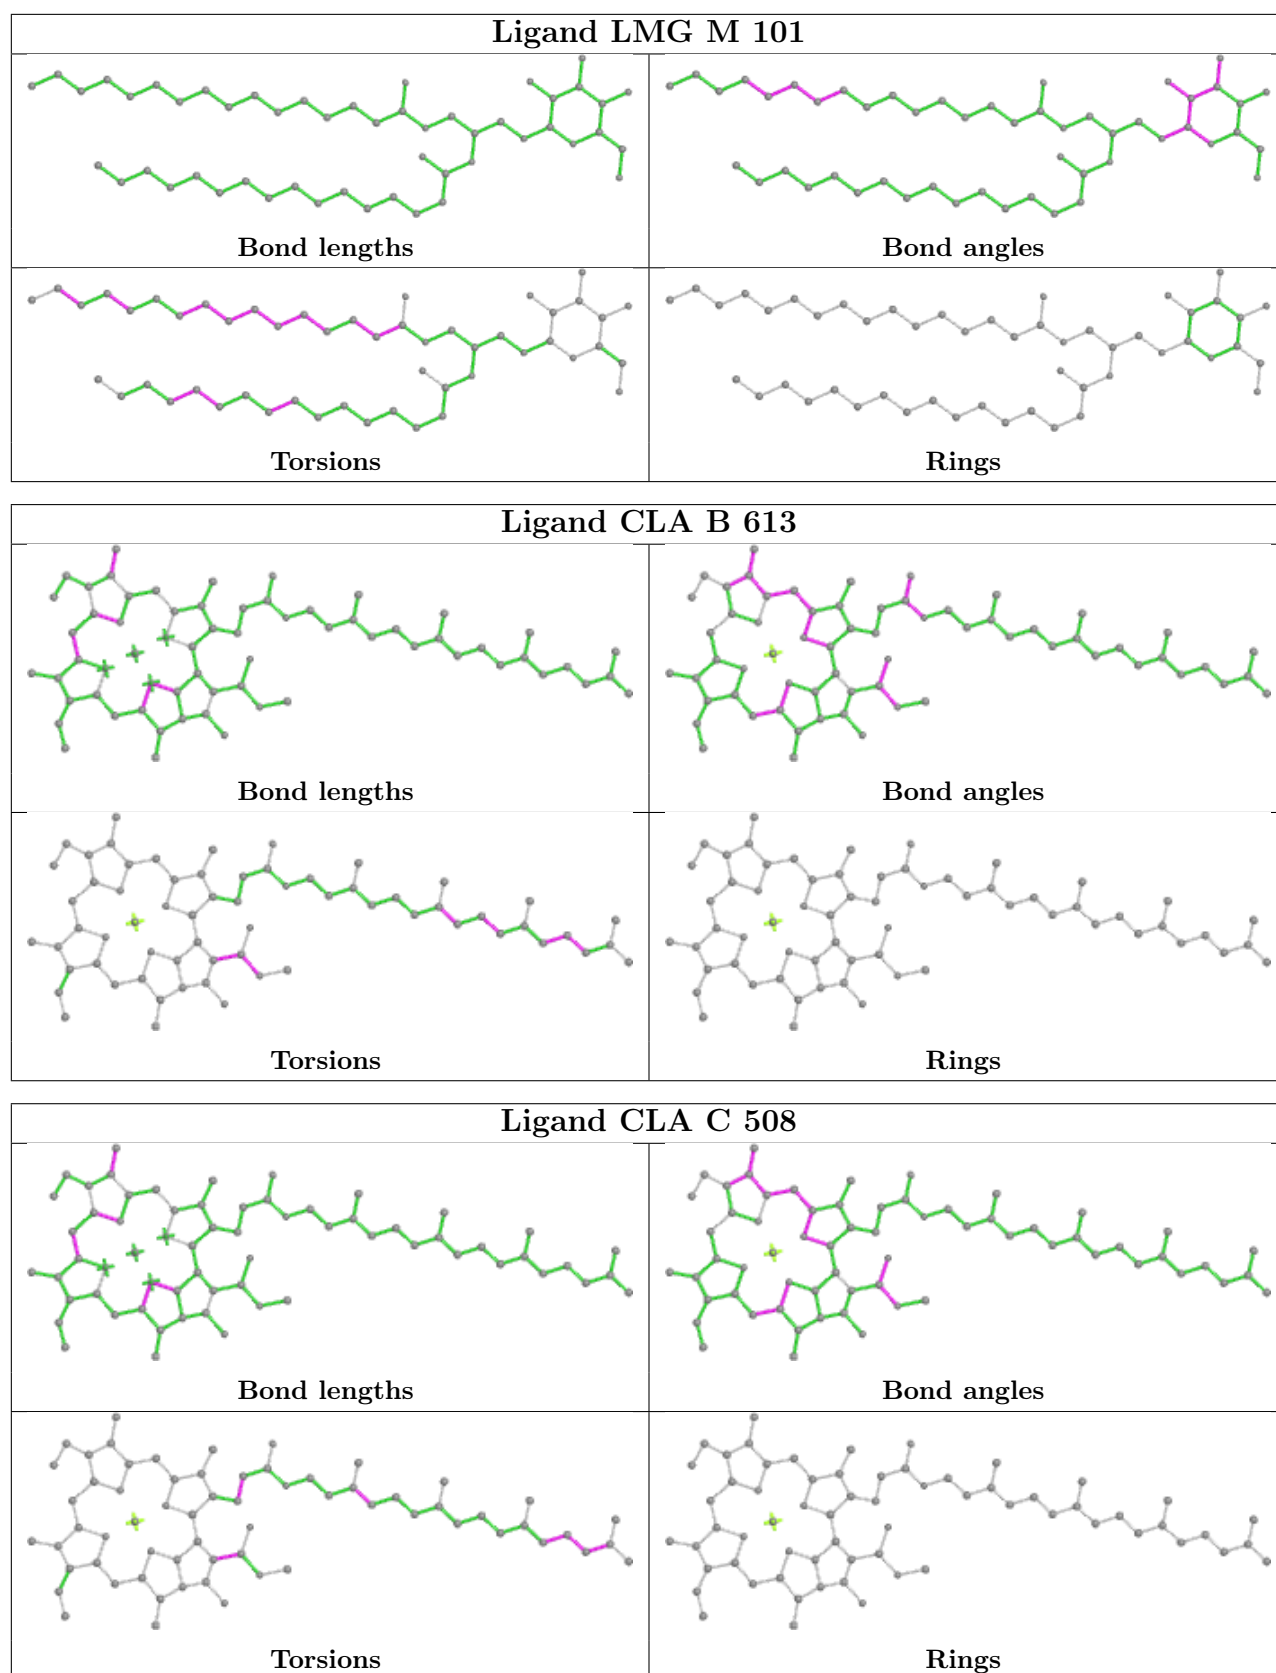 Ligand LMG M 101
Bond lengths
Bond angles
Torsions
Rings
Ligand CLA B 613
Bond lengths
Bond angles
Torsions
Rings
Ligand CLA C 508
Bond lengths
Bond angles
Torsions
Rings